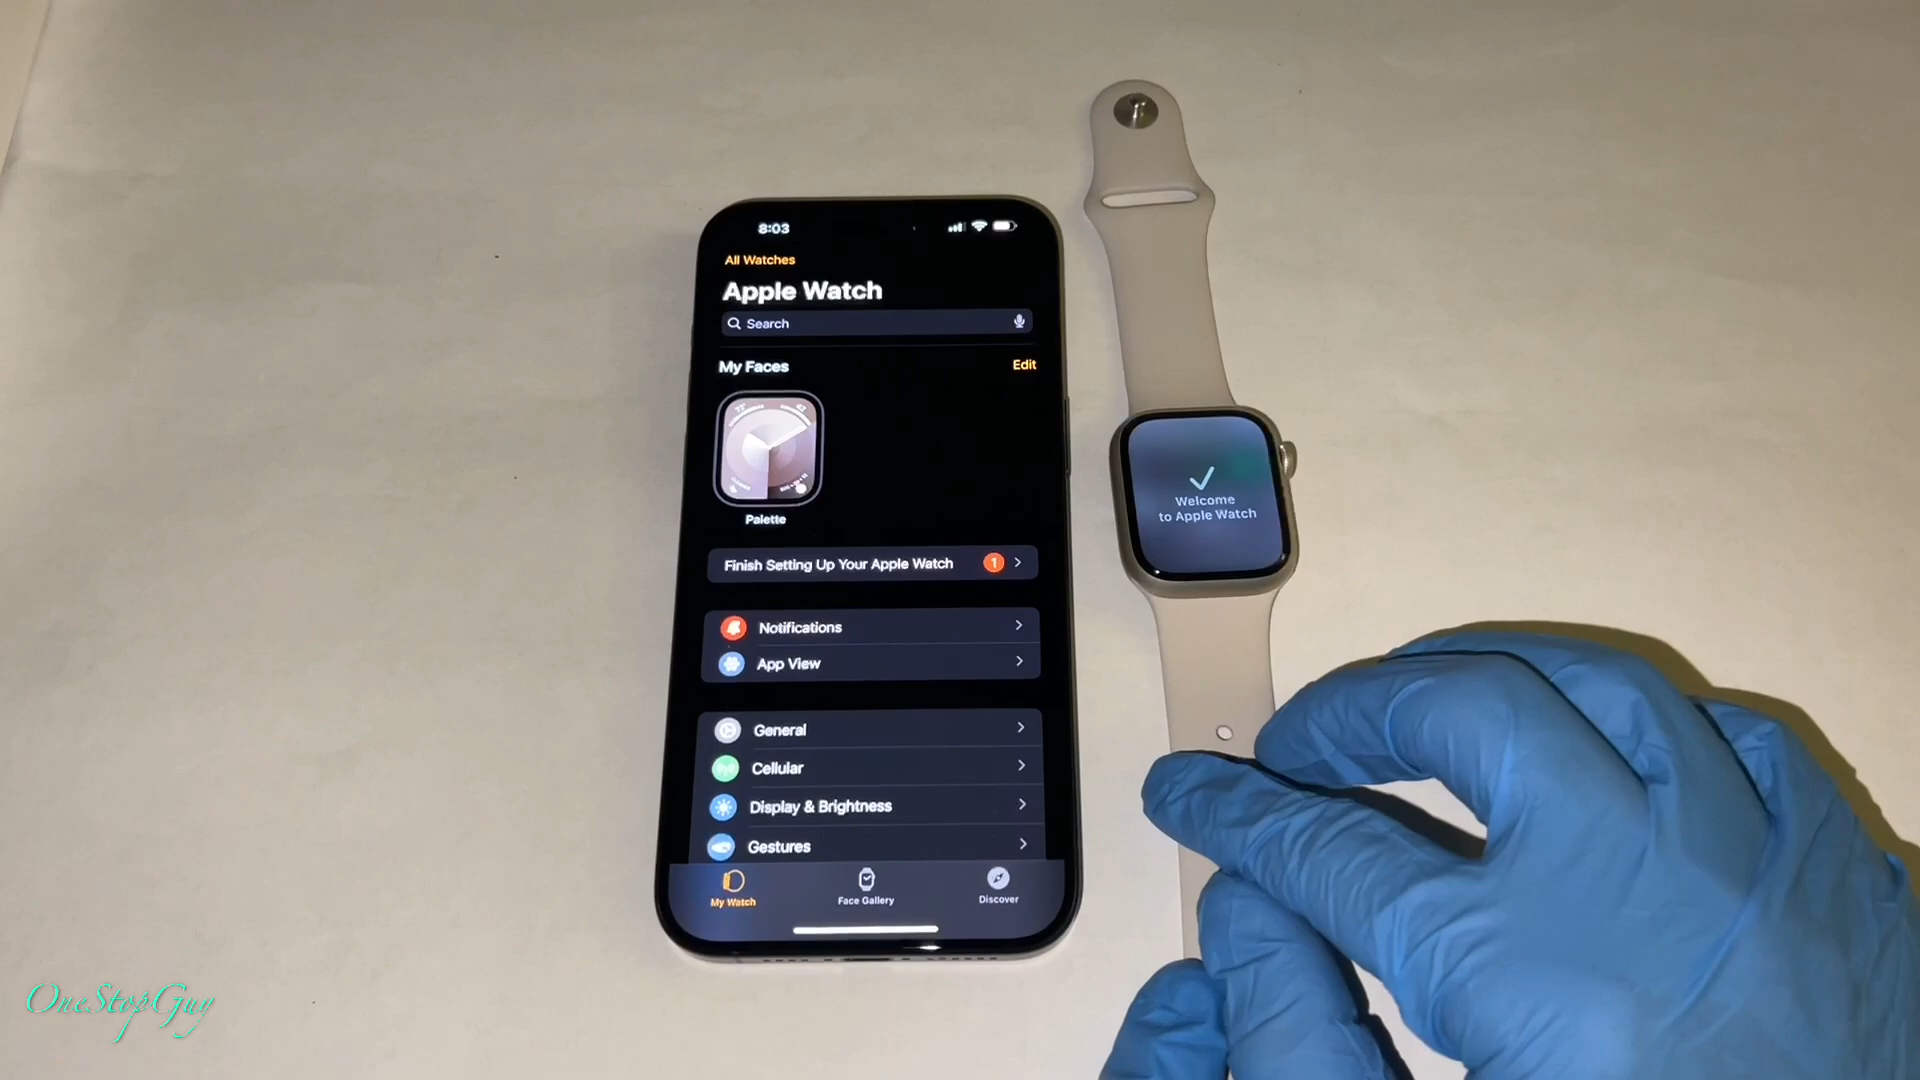 8:03
All Watches
Apple Watch
Search
My Faces
Edit
Palette
Finish Setting Up Your Apple Watch
1
Notifications
App View
General
Cellular
Display & Brightness
Gestures
My Watch
Face Gallery
Discover
Welcome
to Apple Watch
OneStopGuy